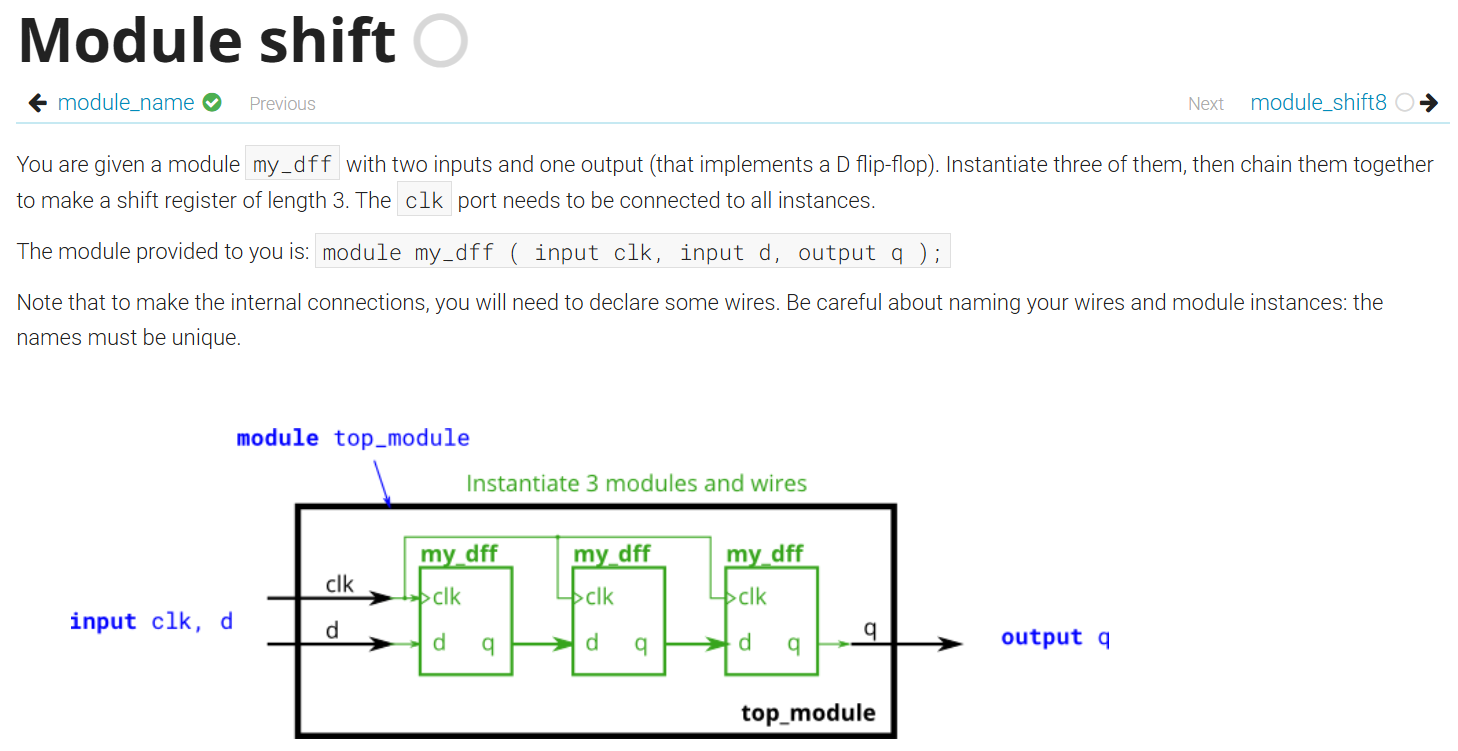 Module shift
module_name Previous Next module_shift8
You are given a module my_dff with two inputs and one output (that implements a D flip-flop). Instantiate three of them, then chain them together
to make a shift register of length 3. The clk port needs to be connected to all instances.
The module provided to you is: module my_dff ( input clk, input d, output q );
Note that to make the internal connections, you will need to declare some wires. Be careful about naming your wires and module instances: the
names must be unique.
module top_module
Instantiate 3 modules and wires
my_dff my_dff my_dff
clk clk clk clk
input clk, d
d d q d q d q q
output q
top_module